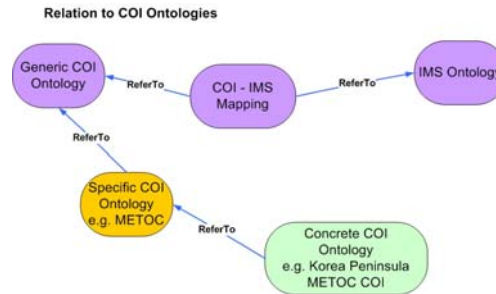 Relation to COI Ontologies
Generic COI
Ontology
ReferTo
COI - IMS
Mapping
ReferTo
IMS Ontology
ReferTo
Specific COI
Ontology
e.g. METOC
ReferTo
Concrete COI
Ontology
e.g. Korea Peninsula
METOC COI